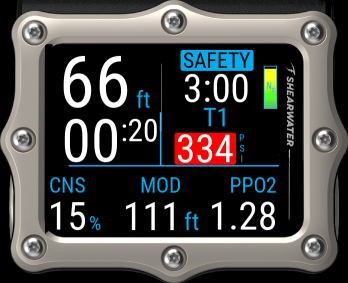 66 ft
00:20
SAFETY
3:00
T1
334 PSI
N₂
SHEARWATER
CNS MOD PPO2
15% 111 ft 1.28